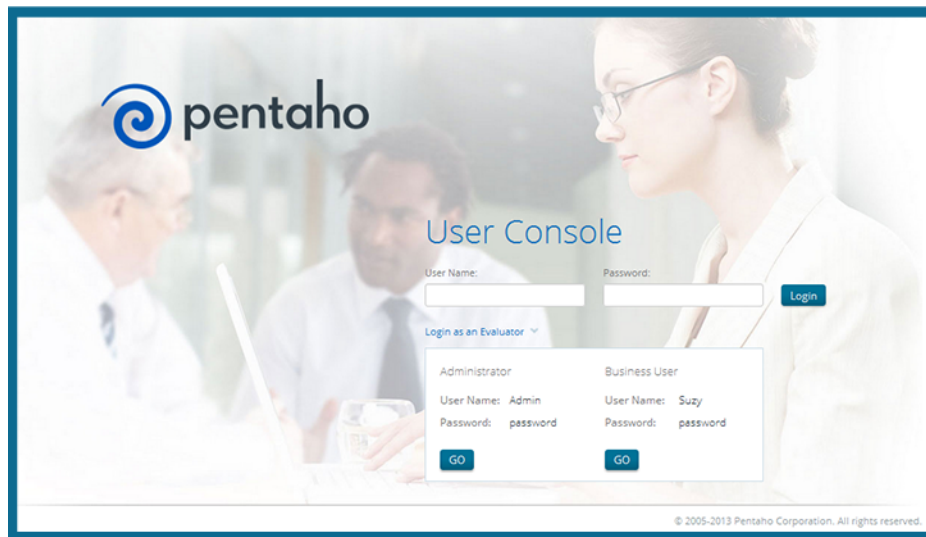 pentaho
User Console
User Name: Password:
Login
Login as an Evaluator
Administrator Business User
User Name: Admin User Name: Suzy
Password: password Password: password
GO GO
© 2005-2013 Pentaho Corporation. All rights reserved.